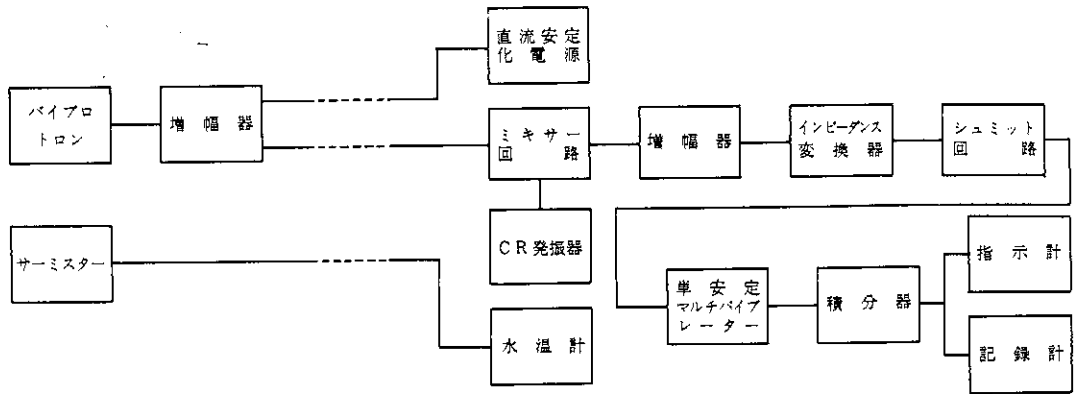 直流安定
化電源
バイブロ
トロン
増幅器
ミキサー
回路
増幅器
インピーダンス
変換器
シュミット
回路
CR発振器
サーミスター
水温計
単安定
マルチバイブ
レーター
積分器
指示計
記録計